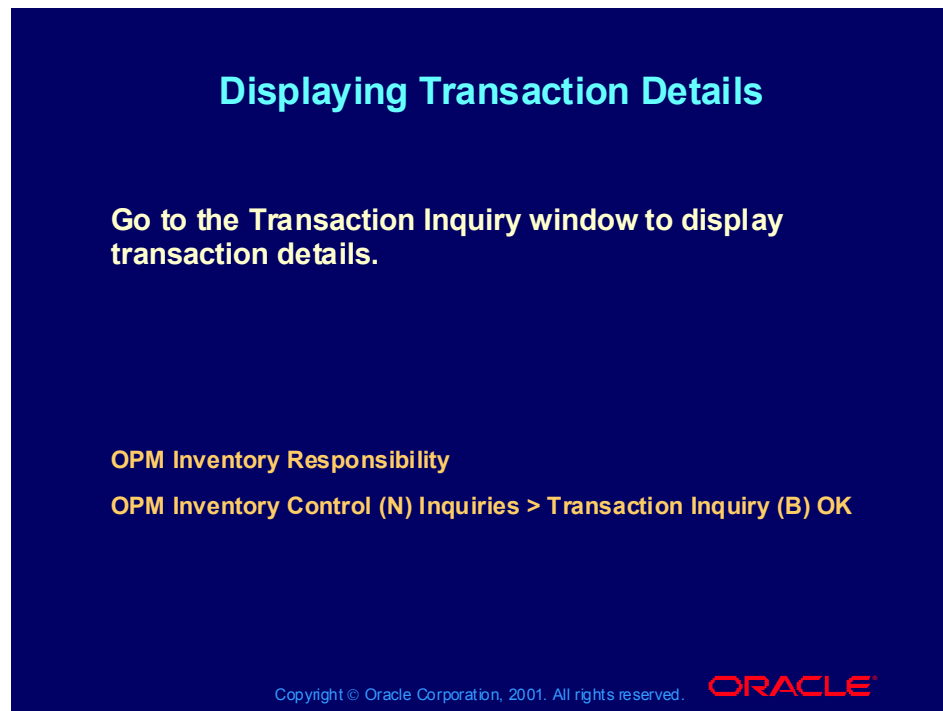 Displaying Transaction Details
Go to the Transaction Inquiry window to display
transaction details.
OPM Inventory Responsibility
OPM Inventory Control (N) Inquiries > Transaction Inquiry (B) OK
Copyright © Oracle Corporation, 2001. All rights reserved.
ORACLE